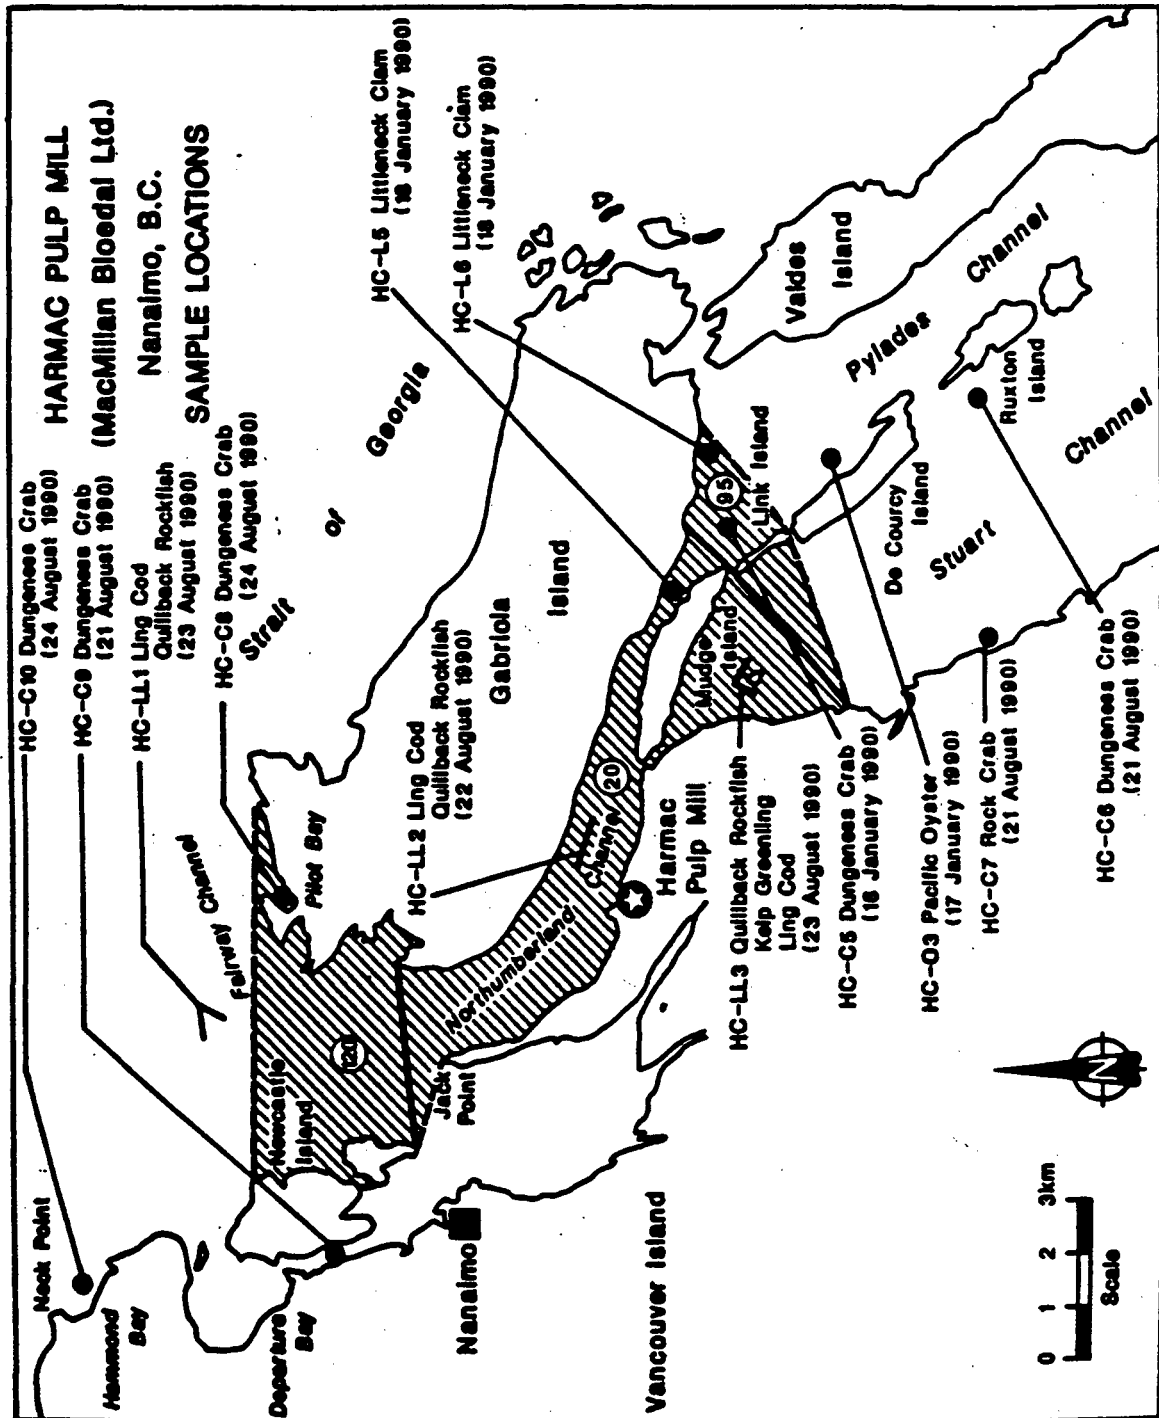 HARMAC PULP MILL
(MacMillan Bloedal Ltd.)
Nanaimo, B.C.
SAMPLE LOCATIONS
HC-C10 Dungeness Crab
(24 August 1990)
HC-C9 Dungeness Crab
(21 August 1990)
HC-LL1 Ling Cod
Quillback Rockfish
(23 August 1990)
HC-C8 Dungeness Crab
(24 August 1990)
Strait
of
Georgia
HC-L5 Littleneck Clam
(18 January 1990)
HC-L6 Littleneck Clam
(18 January 1990)
Neck Point
Hammond
Bay
Departure
Bay
Fairway Channel
Pilot Bay
Newcastle
Island
120
HC-LL2 Ling Cod
Quillback Rockfish
(22 August 1990)
Gabriola
Island
Jack
Point
Northumberland
Channel
20
Nanaimo
Harmac
Pulp Mill
Mudge
Island
95
Link Island
Valdes
Island
Pylades
Channel
De Courcy
Island
Ruxton
Island
Stuart
Channel
Vancouver Island
HC-LL3 Quillback Rockfish
Kelp Greenling
Ling Cod
(23 August 1990)
HC-C5 Dungeness Crab
(16 January 1990)
HC-O3 Pacific Oyster
(17 January 1990)
HC-C7 Rock Crab
(21 August 1990)
HC-C6 Dungeness Crab
(21 August 1990)
N
0 1 2 3km
Scale